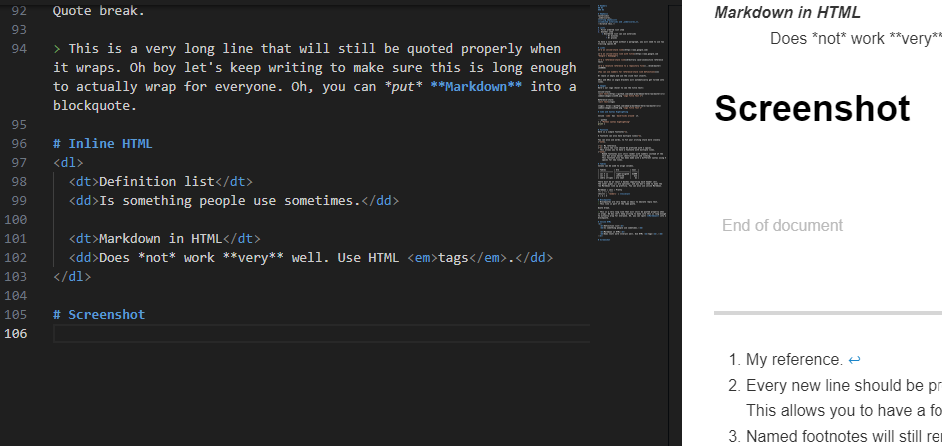 92 Quote break.
93
94 > This is a very long line that will still be quoted properly when
it wraps. Oh boy let's keep writing to make sure this is long enough
to actually wrap for everyone. Oh, you can *put* **Markdown** into a
blockquote.
95
96 # Inline HTML
97 <dl>
98 <dt>Definition list</dt>
99 <dd>Is something people use sometimes.</dd>
100
101 <dt>Markdown in HTML</dt>
102 <dd>Does *not* work **very** well. Use HTML <em>tags</em>.</dd>
103 </dl>
104
105 # Screenshot
106
Markdown in HTML
Does *not* work **very**
Screenshot
End of document
1. My reference. ↩
2. Every new line should be pr
This allows you to have a fo
3. Named footnotes will still re